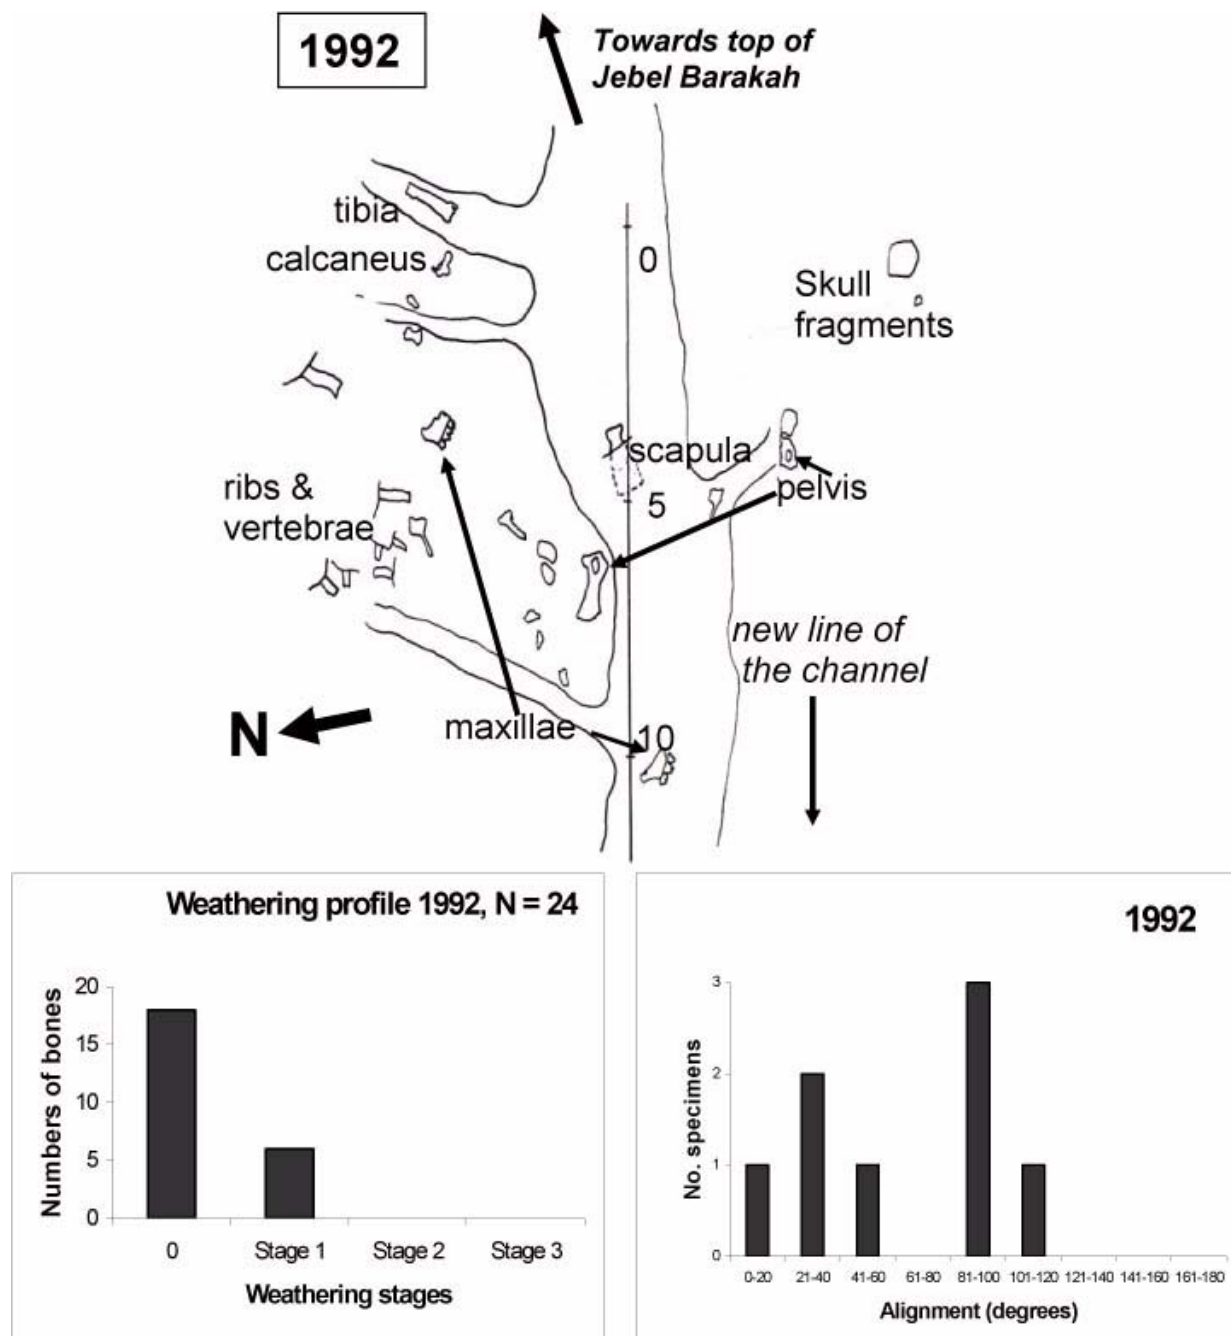 1992
Towards top of
Jebel Barakah
tibia
calcaneus
0
Skull
fragments
scapula
pelvis
ribs &
vertebrae
5
new line of
the channel
N
maxillae
10
Weathering profile 1992, N = 24
Numbers of bones
20
15
10
5
0
0 Stage 1 Stage 2 Stage 3
Weathering stages
1992
No. specimens
3
2
1
0
0-20 21-40 41-60 61-80 81-100 101-120 121-140 141-160 161-180
Alignment (degrees)